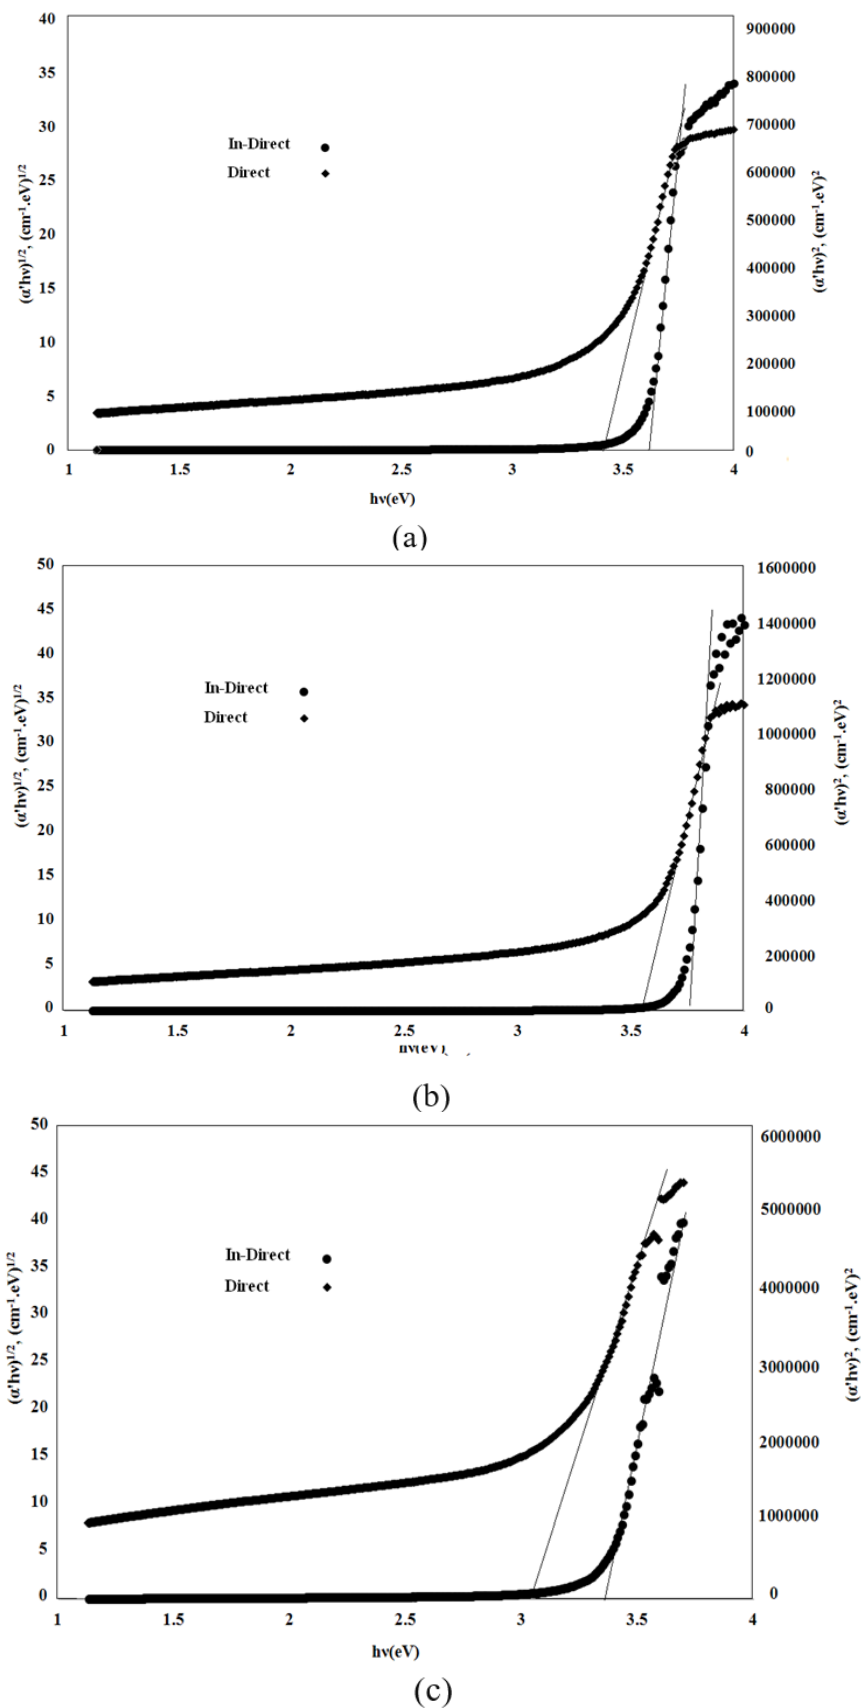 40
35
30
25
20
15
10
5
0
(α'hν)1/2, (cm-1.eV)1/2
900000
800000
700000
600000
500000
400000
300000
200000
100000
0
(α'hν)2, (cm-1.eV)2
In-Direct
Direct
1 1.5 2 2.5 3 3.5 4
hν(eV)
(a)
50
45
40
35
30
25
20
15
10
5
0
(α'hν)1/2, (cm-1.eV)1/2
1600000
1400000
1200000
1000000
800000
600000
400000
200000
0
(α'hν)2, (cm-1.eV)2
In-Direct
Direct
1 1.5 2 2.5 3 3.5 4
hν(eV)
(b)
50
45
40
35
30
25
20
15
10
5
0
(α'hν)1/2, (cm-1.eV)1/2
6000000
5000000
4000000
3000000
2000000
1000000
0
(α'hν)2, (cm-1.eV)2
In-Direct
Direct
1 1.5 2 2.5 3 3.5 4
hν(eV)
(c)